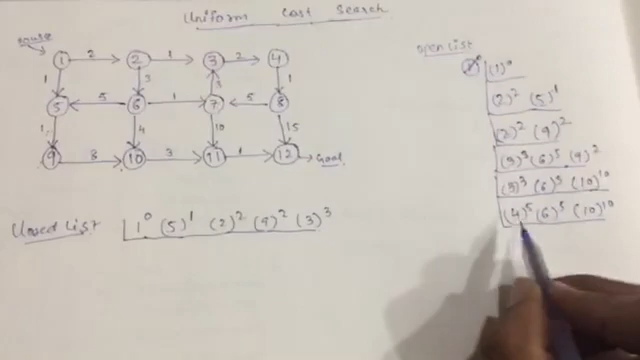 Uniform Cost Search
1 2 2 1 3 2 4
1 3 3 1
5 5 6 1 7 5 8
1 4 10 15
9 8 10 3 11 1 12 Goal
Closed List 1⁰ (5)¹ (2)² (9)² (3)³
open List
(1)⁰
(2)² (5)¹
(2)² (9)²
(3)³ (6)⁵ (9)²
(3)³ (6)⁵ (10)¹⁰
(4)⁵ (6)⁵ (10)¹⁰